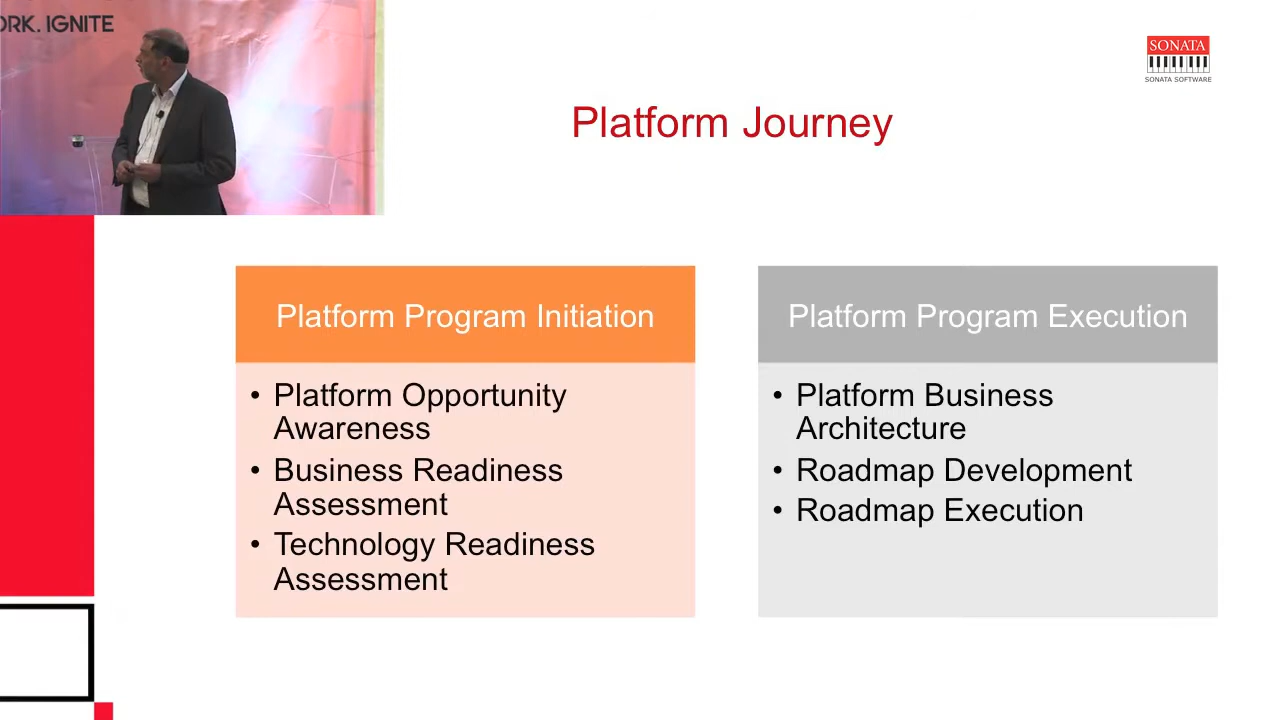 ORK. IGNITE
SONATA
SONATA SOFTWARE
Platform Journey
Platform Program Initiation
• Platform Opportunity
Awareness
• Business Readiness
Assessment
• Technology Readiness
Assessment
Platform Program Execution
• Platform Business
Architecture
• Roadmap Development
• Roadmap Execution